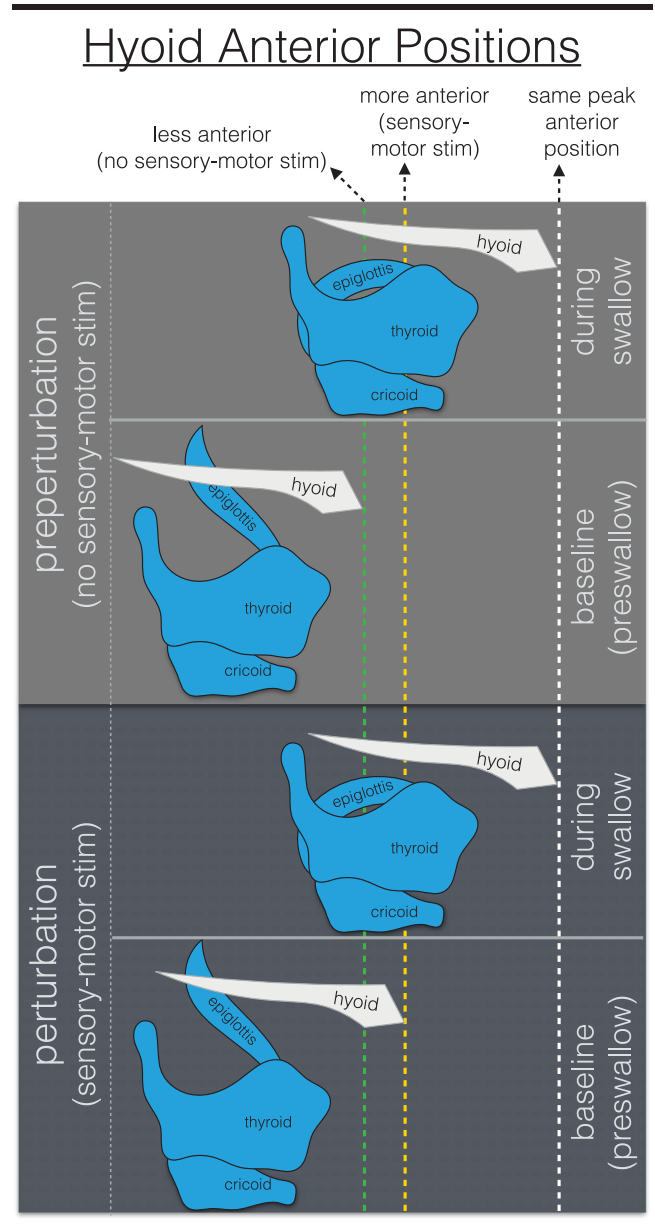 Hyoid Anterior Positions
less anterior
(no sensory-motor stim)
more anterior
(sensory-
motor stim)
same peak
anterior
position
preperturbation
(no sensory-motor stim)
hyoid
epiglottis
thyroid
cricoid
during
swallow
hyoid
epiglottis
thyroid
cricoid
baseline
(preswallow)
perturbation
(sensory-motor stim)
hyoid
epiglottis
thyroid
cricoid
during
swallow
hyoid
epiglottis
thyroid
cricoid
baseline
(preswallow)